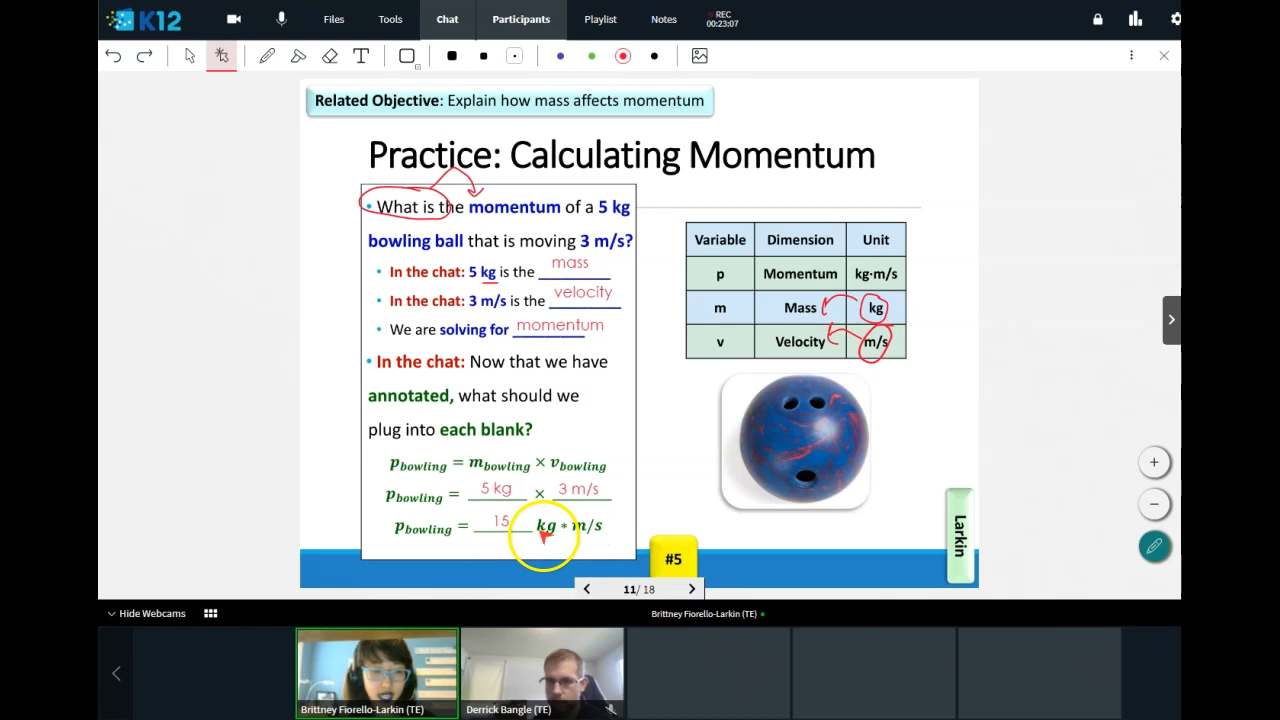 K12
Files
Tools
Chat
Participants
Playlist
Notes
REC
00:23:07
T
Related Objective: Explain how mass affects momentum
Practice: Calculating Momentum
• What is the momentum of a 5 kg
bowling ball that is moving 3 m/s?
• In the chat: 5 kg is the mass
• In the chat: 3 m/s is the velocity
• We are solving for momentum
• In the chat: Now that we have
annotated, what should we
plug into each blank?
p bowling = m bowling × v bowling
p bowling = 5 kg × 3 m/s
p bowling = 15 kg * m/s
Variable Dimension Unit
p Momentum kg·m/s
m Mass kg
v Velocity m/s
Larkin
#5
11/ 18
Hide Webcams
Brittney Fiorello-Larkin (TE)
Brittney Fiorello-Larkin (TE)
Derrick Bangle (TE)